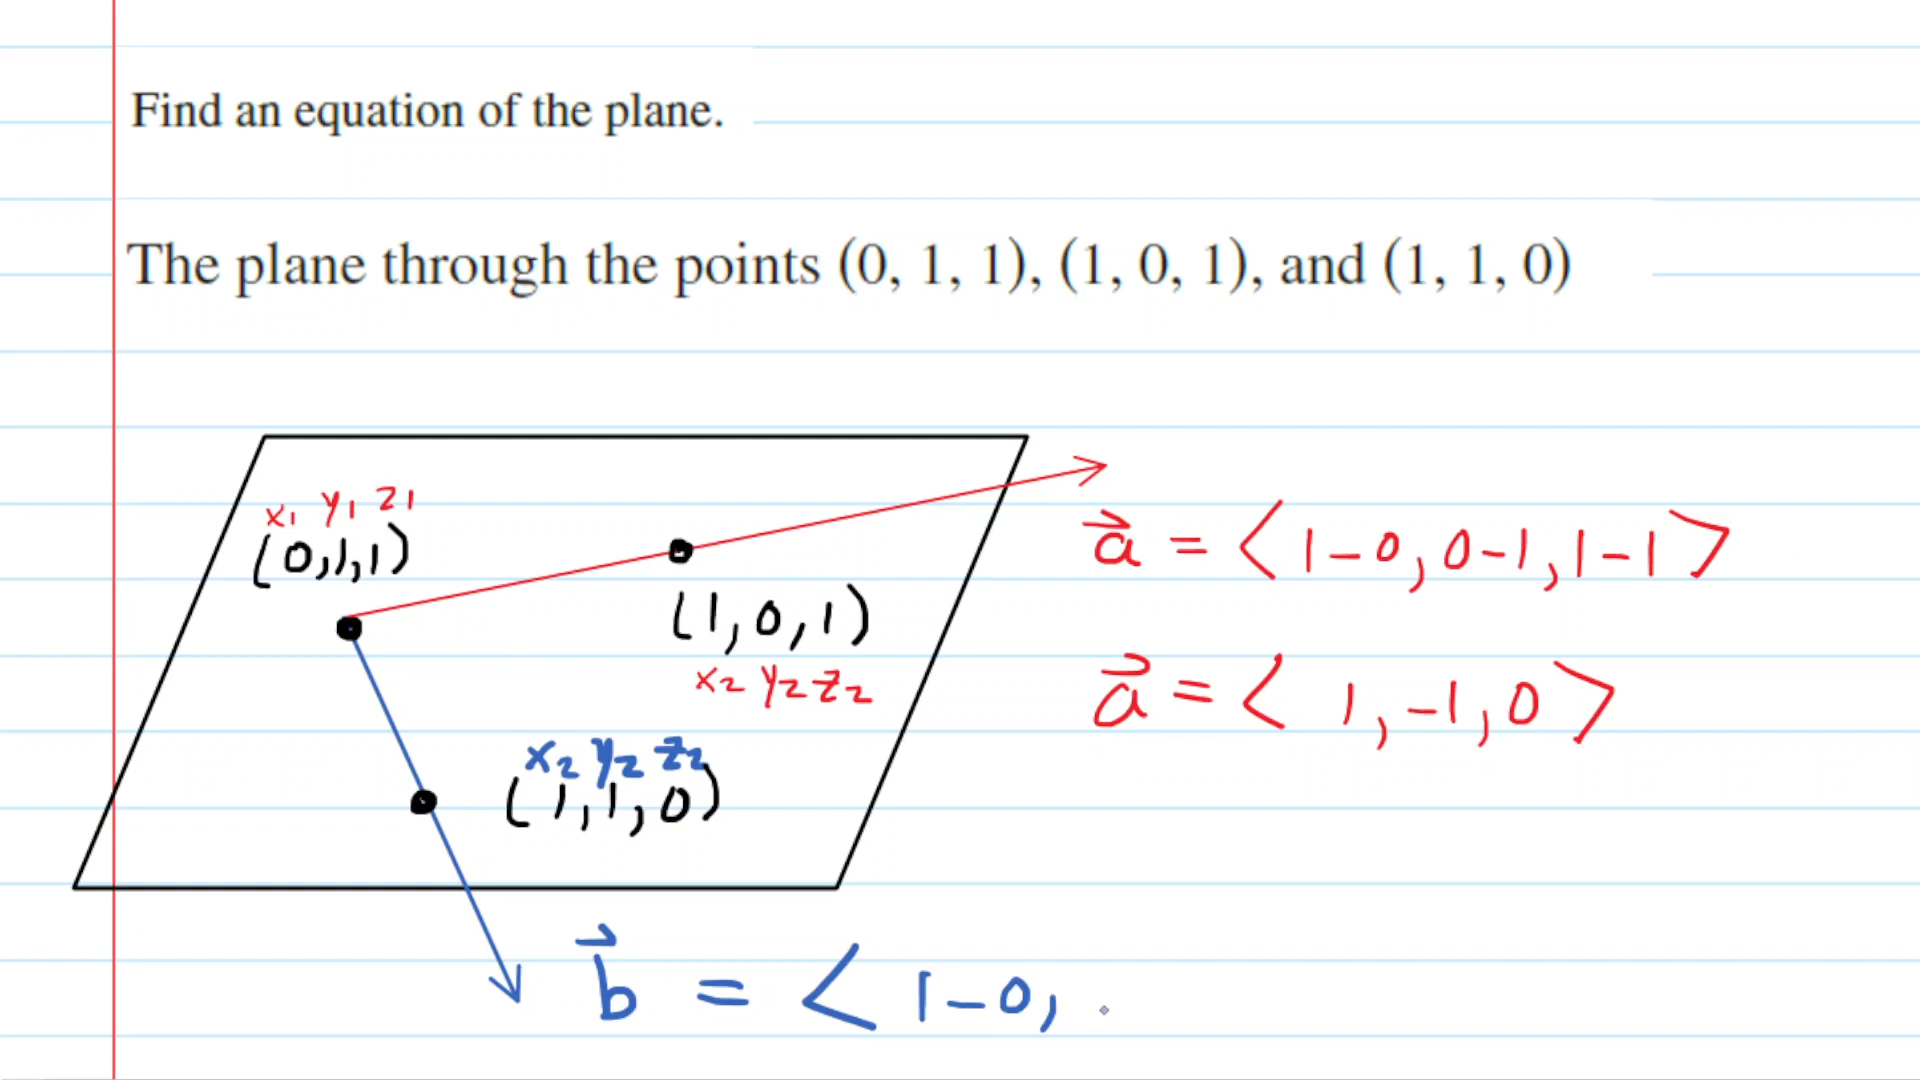 Find an equation of the plane.
The plane through the points (0, 1, 1), (1, 0, 1), and (1, 1, 0)
x₁ y₁ z₁
(0,1,1)
(1,0,1)
x₂ y₂ z₂
x₂ y₂ z₂
(1,1,0)
a⃗ = < 1-0, 0-1, 1-1 >
a⃗ = < 1, -1, 0 >
b⃗ = < 1-0,